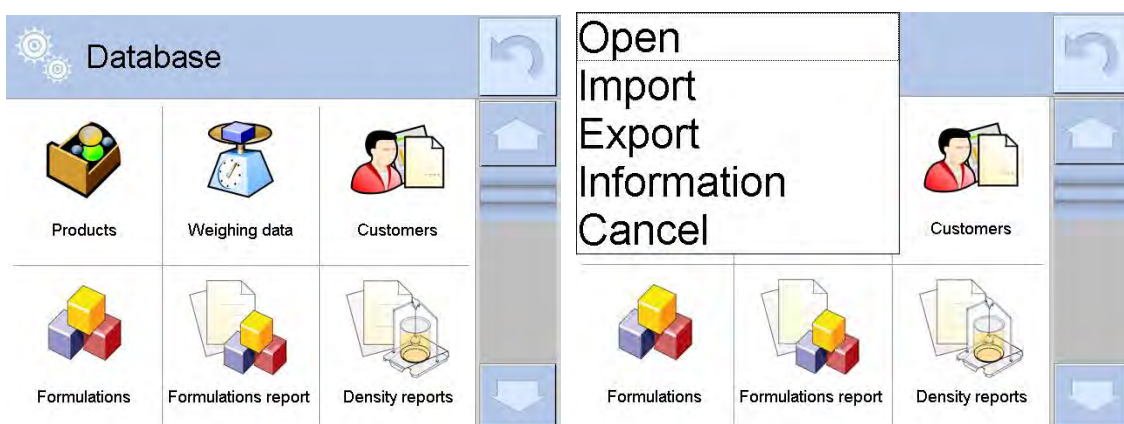 Database
Products
Weighing data
Customers
Formulations
Formulations report
Density reports
Open
Import
Export
Information
Cancel
Customers
Formulations
Formulations report
Density reports